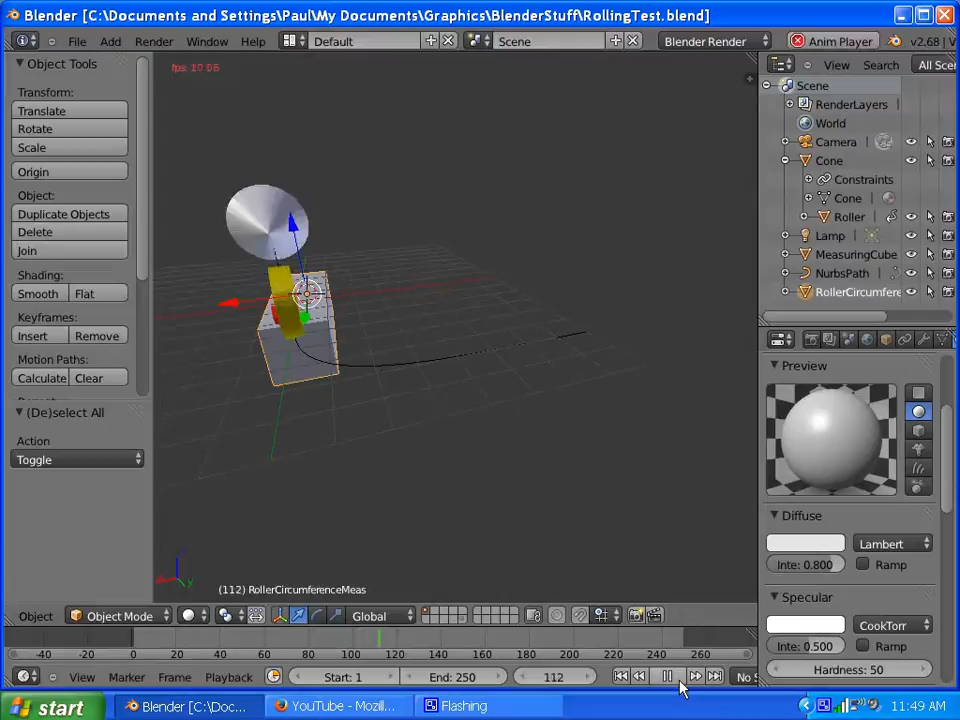 Blender [C:\Documents and Settings\Paul\My Documents\Graphics\BlenderStuff\RollingTest.blend]
File Add Render Window Help Default Scene Blender Render Anim Player v2.68 | V
Object Tools
fps: 10.06
View Search All Scen
Transform:
Translate
Rotate
Scale
Origin
Object:
Duplicate Objects
Delete
Join
Shading:
Smooth Flat
Keyframes:
Insert Remove
Motion Paths:
Calculate Clear
(De)select All
Action
Toggle
Scene
RenderLayers
World
Camera
Cone
Constraints
Cone
Roller
Lamp
MeasuringCube
NurbsPath
RollerCircumfere
Preview
Diffuse
Lambert
Inte: 0.800 Ramp
Specular
CookTorr
Inte: 0.500 Ramp
Hardness: 50
(112) RollerCircumferenceMeas
Object Object Mode Global
-40 -20 0 20 40 60 80 100 120 140 160 180 200 220 240 260
View Marker Frame Playback Start: 1 End: 250 112 No S
start Blender [C:\Doc... YouTube - Mozil... Flashing 11:49 AM